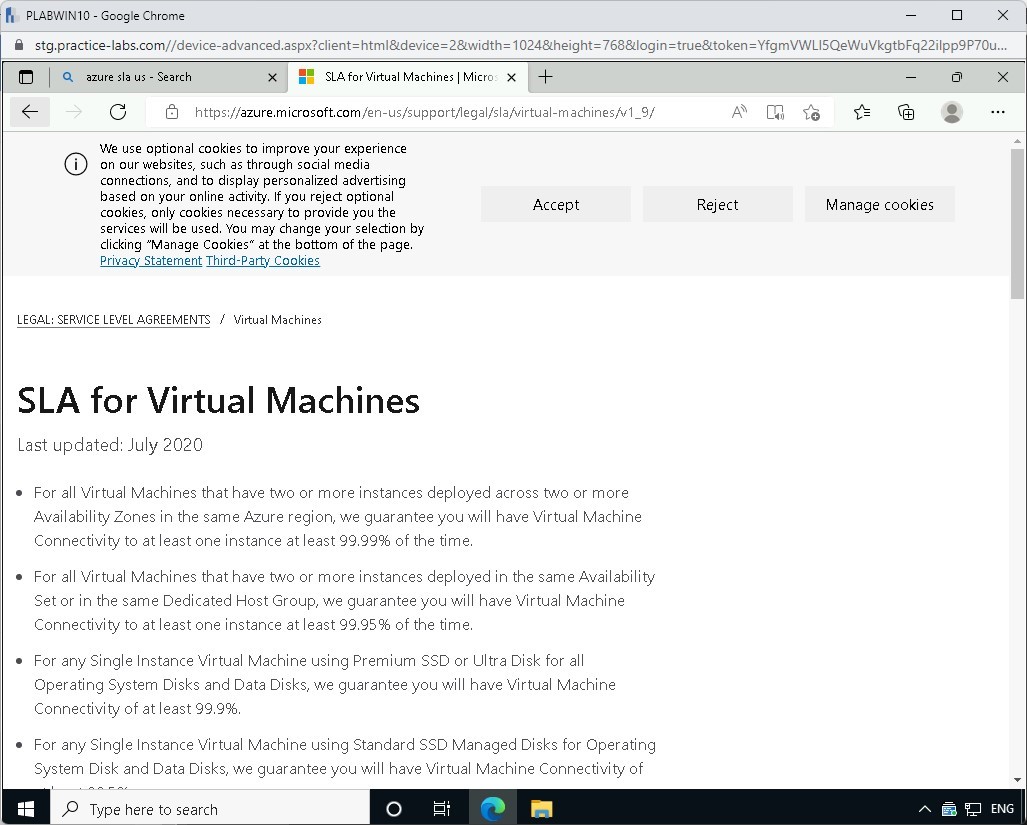 PLABWIN10 - Google Chrome
stg.practice-labs.com//device-advanced.aspx?client=html&device=2&width=1024&height=768&login=true&token=YfgmVWLl5QeWuVkgtbFq22iIpp9P70u...
azure sla us - Search
SLA for Virtual Machines | Micros
https://azure.microsoft.com/en-us/support/legal/sla/virtual-machines/v1_9/
We use optional cookies to improve your experience
on our websites, such as through social media
connections, and to display personalized advertising
based on your online activity. If you reject optional
cookies, only cookies necessary to provide you the
services will be used. You may change your selection by
clicking "Manage Cookies" at the bottom of the page.
Privacy Statement Third-Party Cookies
Accept
Reject
Manage cookies
LEGAL: SERVICE LEVEL AGREEMENTS / Virtual Machines
SLA for Virtual Machines
Last updated: July 2020
• For all Virtual Machines that have two or more instances deployed across two or more
Availability Zones in the same Azure region, we guarantee you will have Virtual Machine
Connectivity to at least one instance at least 99.99% of the time.
• For all Virtual Machines that have two or more instances deployed in the same Availability
Set or in the same Dedicated Host Group, we guarantee you will have Virtual Machine
Connectivity to at least one instance at least 99.95% of the time.
• For any Single Instance Virtual Machine using Premium SSD or Ultra Disk for all
Operating System Disks and Data Disks, we guarantee you will have Virtual Machine
Connectivity of at least 99.9%.
• For any Single Instance Virtual Machine using Standard SSD Managed Disks for Operating
System Disk and Data Disks, we guarantee you will have Virtual Machine Connectivity of
Type here to search
ENG